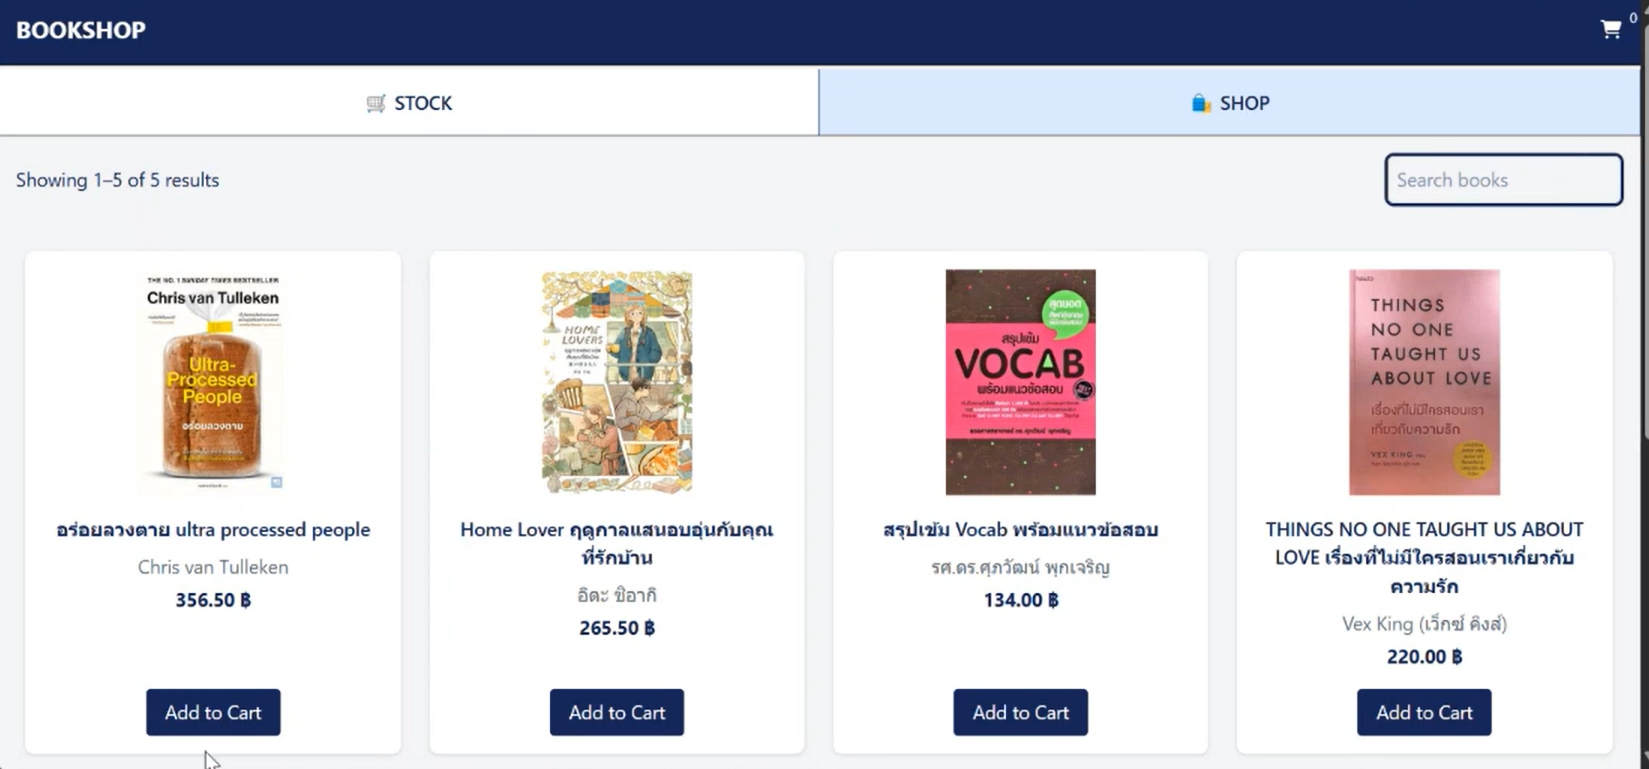 BOOKSHOP
0
STOCK
SHOP
Showing 1–5 of 5 results
Search books
THE NO. 1 SUNDAY TIMES BESTSELLER
Chris van Tulleken
Ultra-
Processed
People
อร่อยลวงตาย
อร่อยลวงตาย ultra processed people
Chris van Tulleken
356.50 ฿
Add to Cart
HOME
LOVERS
Home Lover ฤดูกาลแสนอบอุ่นกับคุณ
ที่รักบ้าน
อิดะ ชิอากิ
265.50 ฿
Add to Cart
สุดยอด
สรุปเข้ม
VOCAB
พร้อมแนวข้อสอบ
สรุปเข้ม Vocab พร้อมแนวข้อสอบ
รศ.ดร.ศุภวัฒน์ พุกเจริญ
134.00 ฿
Add to Cart
THINGS
NO ONE
TAUGHT US
ABOUT LOVE
เรื่องที่ไม่มีใครสอนเรา
เกี่ยวกับความรัก
VEX KING
THINGS NO ONE TAUGHT US ABOUT
LOVE เรื่องที่ไม่มีใครสอนเราเกี่ยวกับ
ความรัก
Vex King (เว็กซ์ คิงส์)
220.00 ฿
Add to Cart